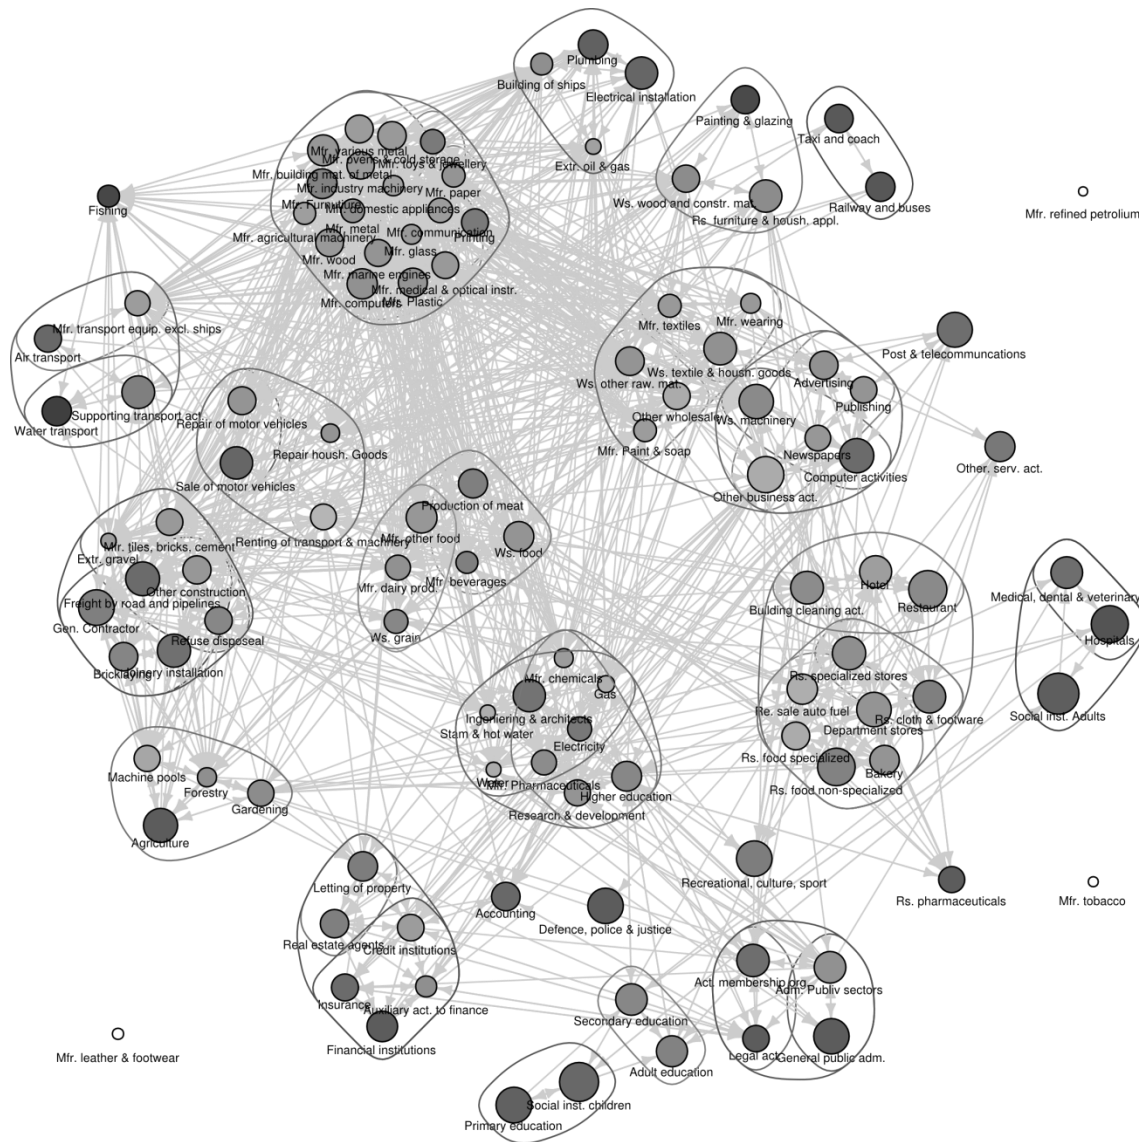 Plumbing
Building of ships
Electrical installation
Painting & glazing
Taxi and coach
Mfr. various metal
Mfr. ovens & cold storage
Mfr. toys & jewellery
Extr. oil & gas
Mfr. building mat. of metal
Mfr. industry machinery
Mfr. paper
Railway and buses
Fishing
Mfr. Furnutiure
Mfr. domestic appliances
Ws. wood and constr. mat.
Rs. furniture & housh. appl.
Mfr. refined petrolium
Mfr. metal
Mfr. communication
Printing
Mfr. agricultural machinery
Mfr. glass
Mfr. wood
Mfr. marine engines
Mfr. medical & optical instr.
Mfr. computers
Mfr. Plastic
Mfr. transport equip. excl. ships
Mfr. textiles
Mfr. wearing
Air transport
Post & telecommuncations
Ws. textile & housh. goods
Ws. other raw. mat.
Advertising
Supporting transport act.
Publishing
Water transport
Repair of motor vehicles
Other wholesale
Ws. machinery
Repair housh. Goods
Mfr. Paint & soap
Newspapers
Other. serv. act.
Sale of motor vehicles
Computer activities
Other business act.
Production of meat
Mfr. other food
Renting of transport & machinery
Mfr. tiles, bricks, cement
Ws. food
Extr. gravel
Mfr. dairy prod.
Mfr. beverages
Hotel
Other construction
Medical, dental & veterinary
Freight by road and pipelines
Building cleaning act.
Restaurant
Gen. Contractor
Refuse disposeal
Ws. grain
Hospitals
Bricklaying
Joinery installation
Mfr. chemicals
Rs. specialized stores
Gas
Re. sale auto fuel
Social inst. Adults
Ingeniering & architects
Rs. cloth & footware
Stam & hot water
Department stores
Electricity
Rs. food specialized
Machine pools
Water
Mfr. Pharmaceuticals
Bakery
Forestry
Higher education
Rs. food non-specialized
Gardening
Research & development
Agriculture
Recreational, culture, sport
Letting of property
Rs. pharmaceuticals
Mfr. tobacco
Accounting
Defence, police & justice
Real estate agents
Credit institutions
Act. membership org.
Adm. Publiv sectors
Insurance
Auxiliary act. to finance
Secondary education
Financial institutions
Legal act.
General public adm.
Mfr. leather & footwear
Adult education
Social inst. children
Primary education